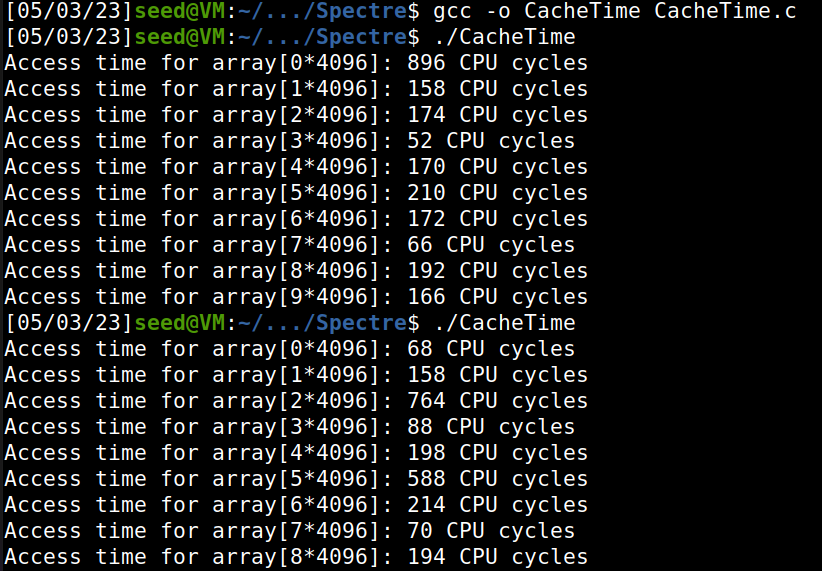 [05/03/23]seed@VM:~/.../Spectre$ gcc -o CacheTime CacheTime.c
[05/03/23]seed@VM:~/.../Spectre$ ./CacheTime
Access time for array[0*4096]: 896 CPU cycles
Access time for array[1*4096]: 158 CPU cycles
Access time for array[2*4096]: 174 CPU cycles
Access time for array[3*4096]: 52 CPU cycles
Access time for array[4*4096]: 170 CPU cycles
Access time for array[5*4096]: 210 CPU cycles
Access time for array[6*4096]: 172 CPU cycles
Access time for array[7*4096]: 66 CPU cycles
Access time for array[8*4096]: 192 CPU cycles
Access time for array[9*4096]: 166 CPU cycles
[05/03/23]seed@VM:~/.../Spectre$ ./CacheTime
Access time for array[0*4096]: 68 CPU cycles
Access time for array[1*4096]: 158 CPU cycles
Access time for array[2*4096]: 764 CPU cycles
Access time for array[3*4096]: 88 CPU cycles
Access time for array[4*4096]: 198 CPU cycles
Access time for array[5*4096]: 588 CPU cycles
Access time for array[6*4096]: 214 CPU cycles
Access time for array[7*4096]: 70 CPU cycles
Access time for array[8*4096]: 194 CPU cycles